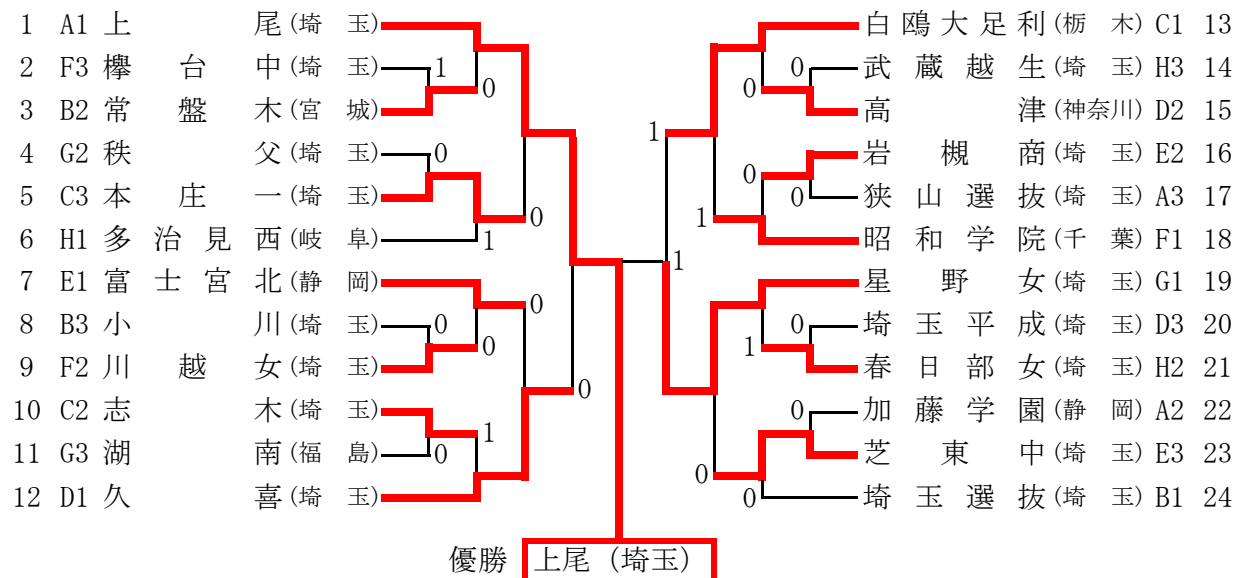 1 A1 上尾(埼玉) 白鴎大足利(栃木) C1 13
2 F3 欅台中(埼玉) 1 0 武蔵越生(埼玉) H3 14
0 0
3 B2 常盤木(宮城) 高津(神奈川) D2 15
1
4 G2 秩父(埼玉) 0 岩槻商(埼玉) E2 16
0
5 C3 本庄一(埼玉) 0 狭山選抜(埼玉) A3 17
0 1
6 H1 多治見西(岐阜) 1 昭和学院(千葉) F1 18
1
7 E1 富士宮北(静岡) 星野女(埼玉) G1 19
0
8 B3 小川(埼玉) 0 0 埼玉平成(埼玉) D3 20
0 1
9 F2 川越女(埼玉) 春日部女(埼玉) H2 21
0
10 C2 志木(埼玉) 0 加藤学園(静岡) A2 22
1
11 G3 湖南(福島) 0 芝東中(埼玉) E3 23
0
12 D1 久喜(埼玉) 0 埼玉選抜(埼玉) B1 24
優勝 上尾(埼玉)